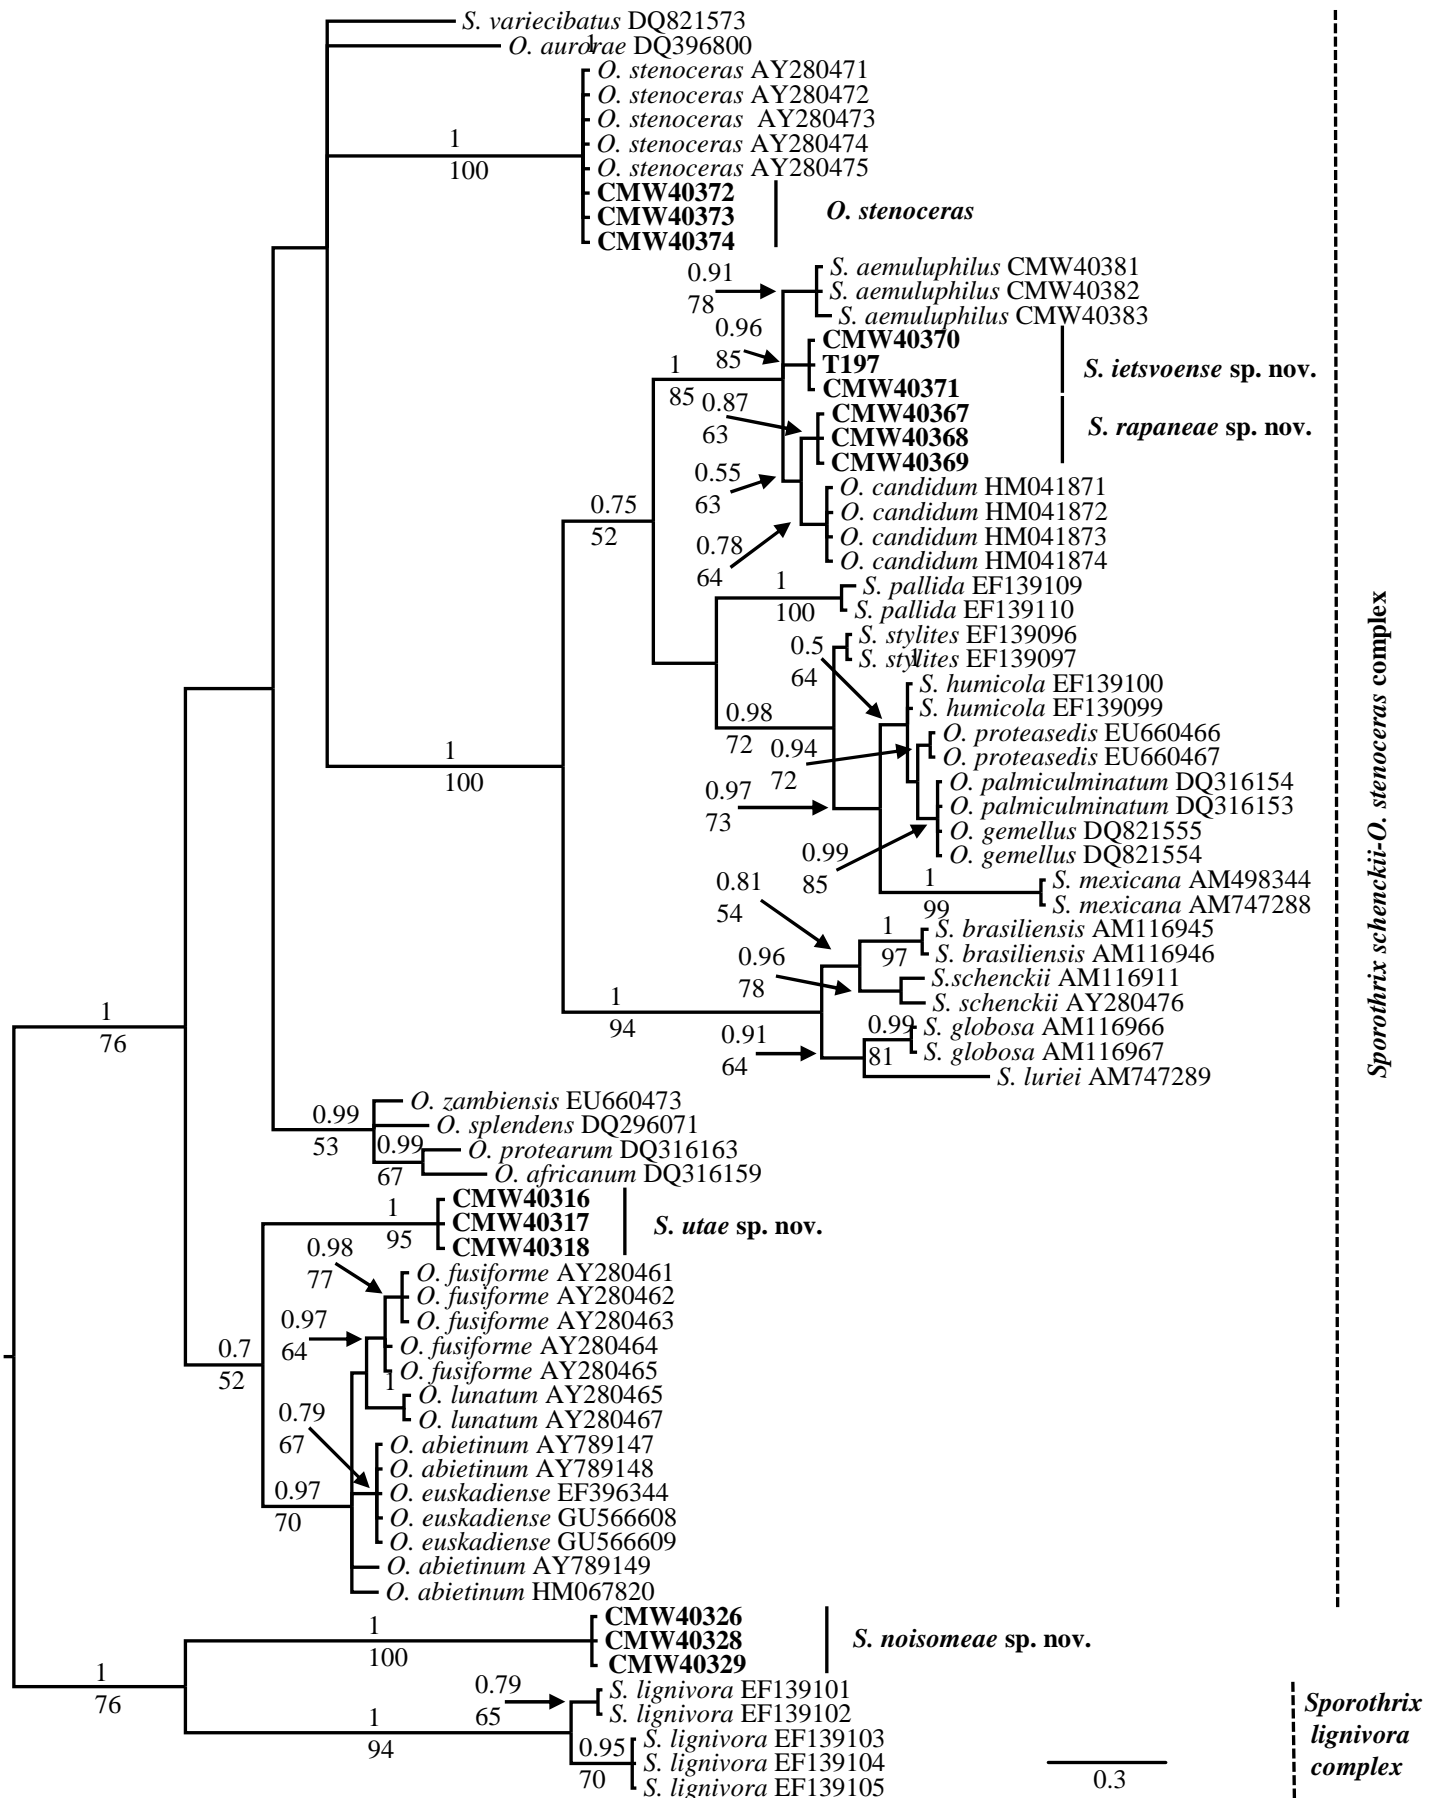 S. variecibatus DQ821573
O. aurorae DQ396800
1
O. stenoceras AY280471
O. stenoceras AY280472
O. stenoceras AY280473
O. stenoceras AY280474
1
100
O. stenoceras AY280475
CMW40372
CMW40373
CMW40374
O. stenoceras
0.91
78
S. aemuluphilus CMW40381
S. aemuluphilus CMW40382
S. aemuluphilus CMW40383
0.96
85
CMW40370
T197
CMW40371
S. ietsvoense sp. nov.
1
85
0.87
63
CMW40367
CMW40368
CMW40369
S. rapaneae sp. nov.
0.55
63
O. candidum HM041871
O. candidum HM041872
O. candidum HM041873
O. candidum HM041874
0.75
52
0.78
64
1
100
S. pallida EF139109
S. pallida EF139110
0.5
64
S. stylites EF139096
S. stylites EF139097
1
S. humicola EF139100
S. humicola EF139099
0.98
72
0.94
72
O. proteasedis EU660466
O. proteasedis EU660467
1
100
0.97
73
O. palmiculminatum DQ316154
O. palmiculminatum DQ316153
O. gemellus DQ821555
O. gemellus DQ821554
0.99
85
1
99
S. mexicana AM498344
S. mexicana AM747288
0.81
54
1
97
S. brasiliensis AM116945
S. brasiliensis AM116946
0.96
78
S.schenckii AM116911
S. schenckii AY280476
1
94
0.91
64
0.99
81
S. globosa AM116966
S. globosa AM116967
S. luriei AM747289
1
76
0.99
53
O. zambiensis EU660473
O. splendens DQ296071
0.99
67
O. protearum DQ316163
O. africanum DQ316159
1
95
CMW40316
CMW40317
CMW40318
S. utae sp. nov.
0.98
77
O. fusiforme AY280461
O. fusiforme AY280462
O. fusiforme AY280463
O. fusiforme AY280464
O. fusiforme AY280465
0.97
64
0.7
52
1
O. lunatum AY280465
O. lunatum AY280467
0.79
67
O. abietinum AY789147
O. abietinum AY789148
O. euskadiense EF396344
O. euskadiense GU566608
O. euskadiense GU566609
0.97
70
O. abietinum AY789149
O. abietinum HM067820
Sporothrix schenckii-O. stenoceras complex
1
100
CMW40326
CMW40328
CMW40329
S. noisomeae sp. nov.
1
76
0.79
65
S. lignivora EF139101
S. lignivora EF139102
1
94
0.95
70
S. lignivora EF139103
S. lignivora EF139104
S. lignivora EF139105
0.3
Sporothrix
lignivora
complex